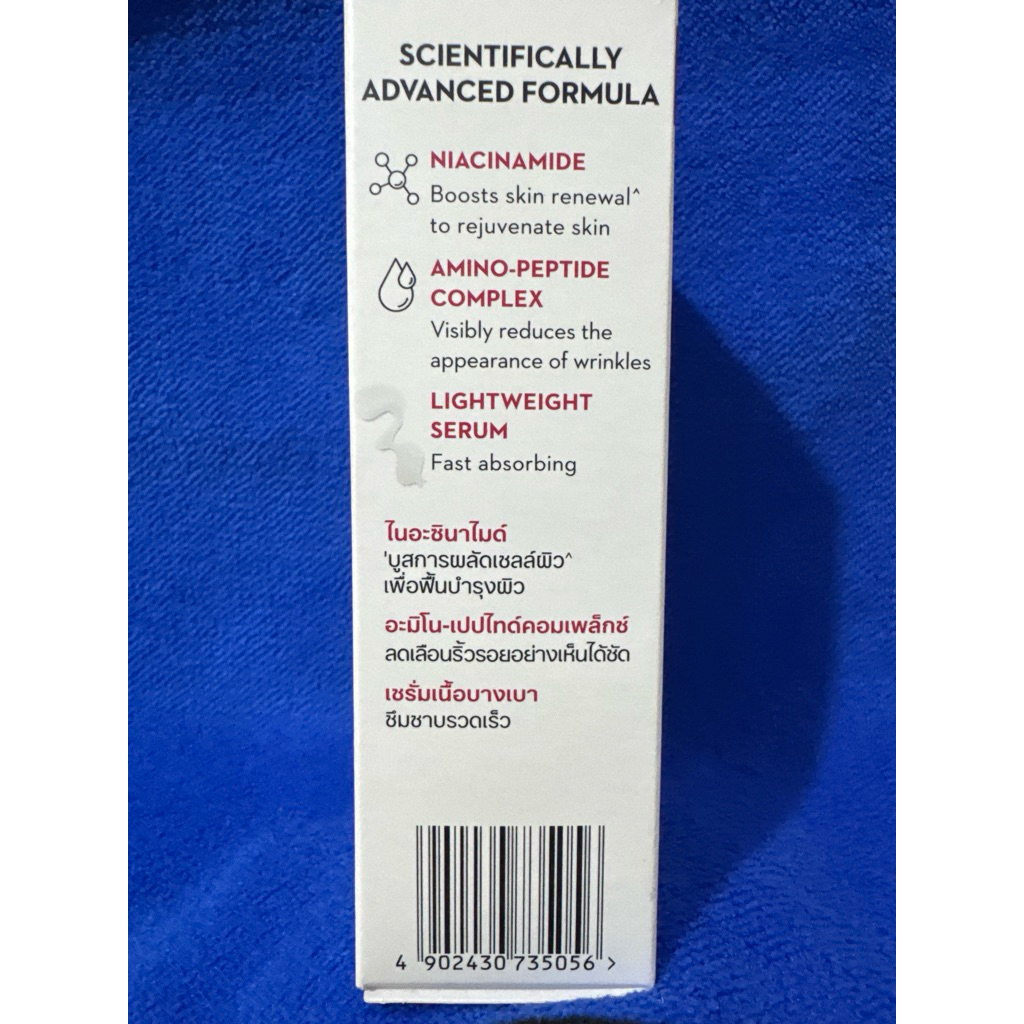 SCIENTIFICALLY
ADVANCED FORMULA
NIACINAMIDE
Boosts skin renewal^
to rejuvenate skin
AMINO-PEPTIDE
COMPLEX
Visibly reduces the
appearance of wrinkles
LIGHTWEIGHT
SERUM
Fast absorbing
ไนอะซินาไมด์
'บูสการผลัดเซลล์ผิว^
เพื่อฟื้นบำรุงผิว
อะมิโน-เปปไทด์คอมเพล็กซ์
ลดเลือนริ้วรอยอย่างเห็นได้ชัด
เซรั่มเนื้อบางเบา
ซึมซาบรวดเร็ว
4 902430 735056 >